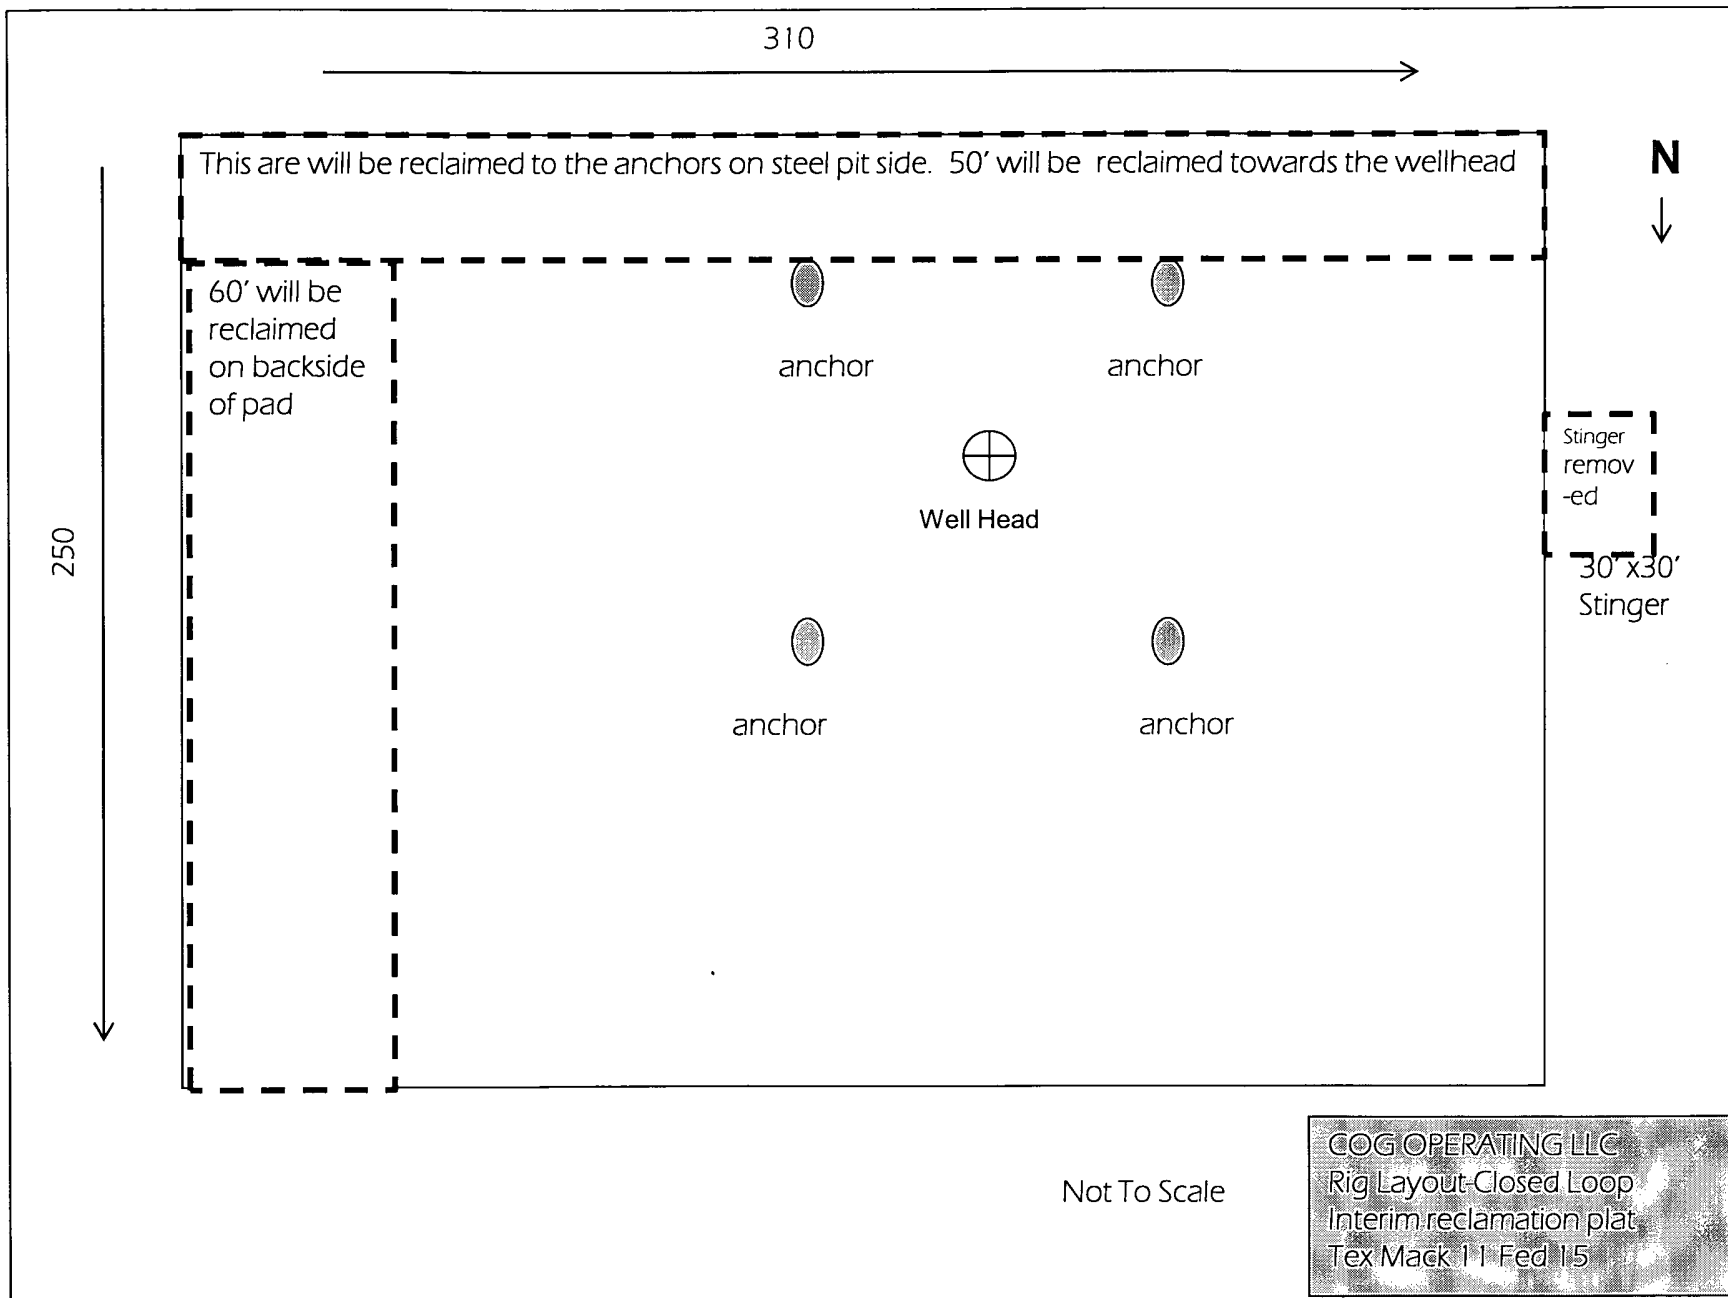 310
This are will be reclaimed to the anchors on steel pit side. 50' will be reclaimed towards the wellhead
N
60' will be
reclaimed
on backside
of pad
anchor
anchor
Stinger
remov
-ed
Well Head
250
30'x30'
Stinger
anchor
anchor
Not To Scale
COG OPERATING LLC
Rig Layout-Closed Loop
Interim reclamation plat
Tex Mack 11 Fed 15